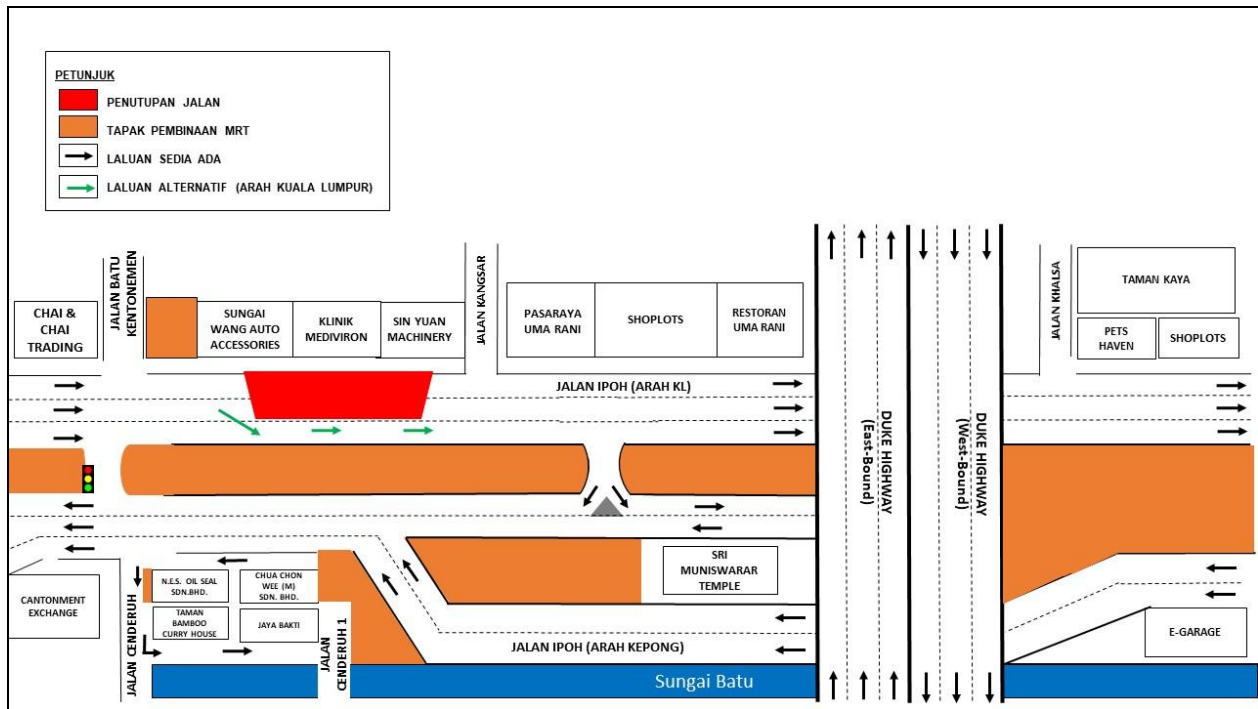 PETUNJUK
PENUTUPAN JALAN
TAPAK PEMBINAAN MRT
LALUAN SEDIA ADA
LALUAN ALTERNATIF (ARAH KUALA LUMPUR)
CHAI &
CHAI
TRADING
JALAN BATU
KENTONEMEN
SUNGAI
WANG AUTO
ACCESSORIES
KLINIK
MEDIVIRON
SIN YUAN
MACHINERY
JALAN KANGSAR
PASARAYA
UMA RANI
SHOPLOTS
RESTORAN
UMA RANI
JALAN KHALSA
TAMAN KAYA
PETS
HAVEN
SHOPLOTS
JALAN IPOH (ARAH KL)
DUKE HIGHWAY
(East-Bound)
DUKE HIGHWAY
(West-Bound)
CANTONMENT
EXCHANGE
JALAN CENDERUH
N.E.S. OIL SEAL
SDN.BHD.
CHUA CHON
WEE (M)
SDN. BHD.
TAMAN
BAMBOO
CURRY HOUSE
JAYA BAKTI
JALAN
CENDERUH 1
SRI
MUNISWARAR
TEMPLE
JALAN IPOH (ARAH KEPONG)
E-GARAGE
Sungai Batu